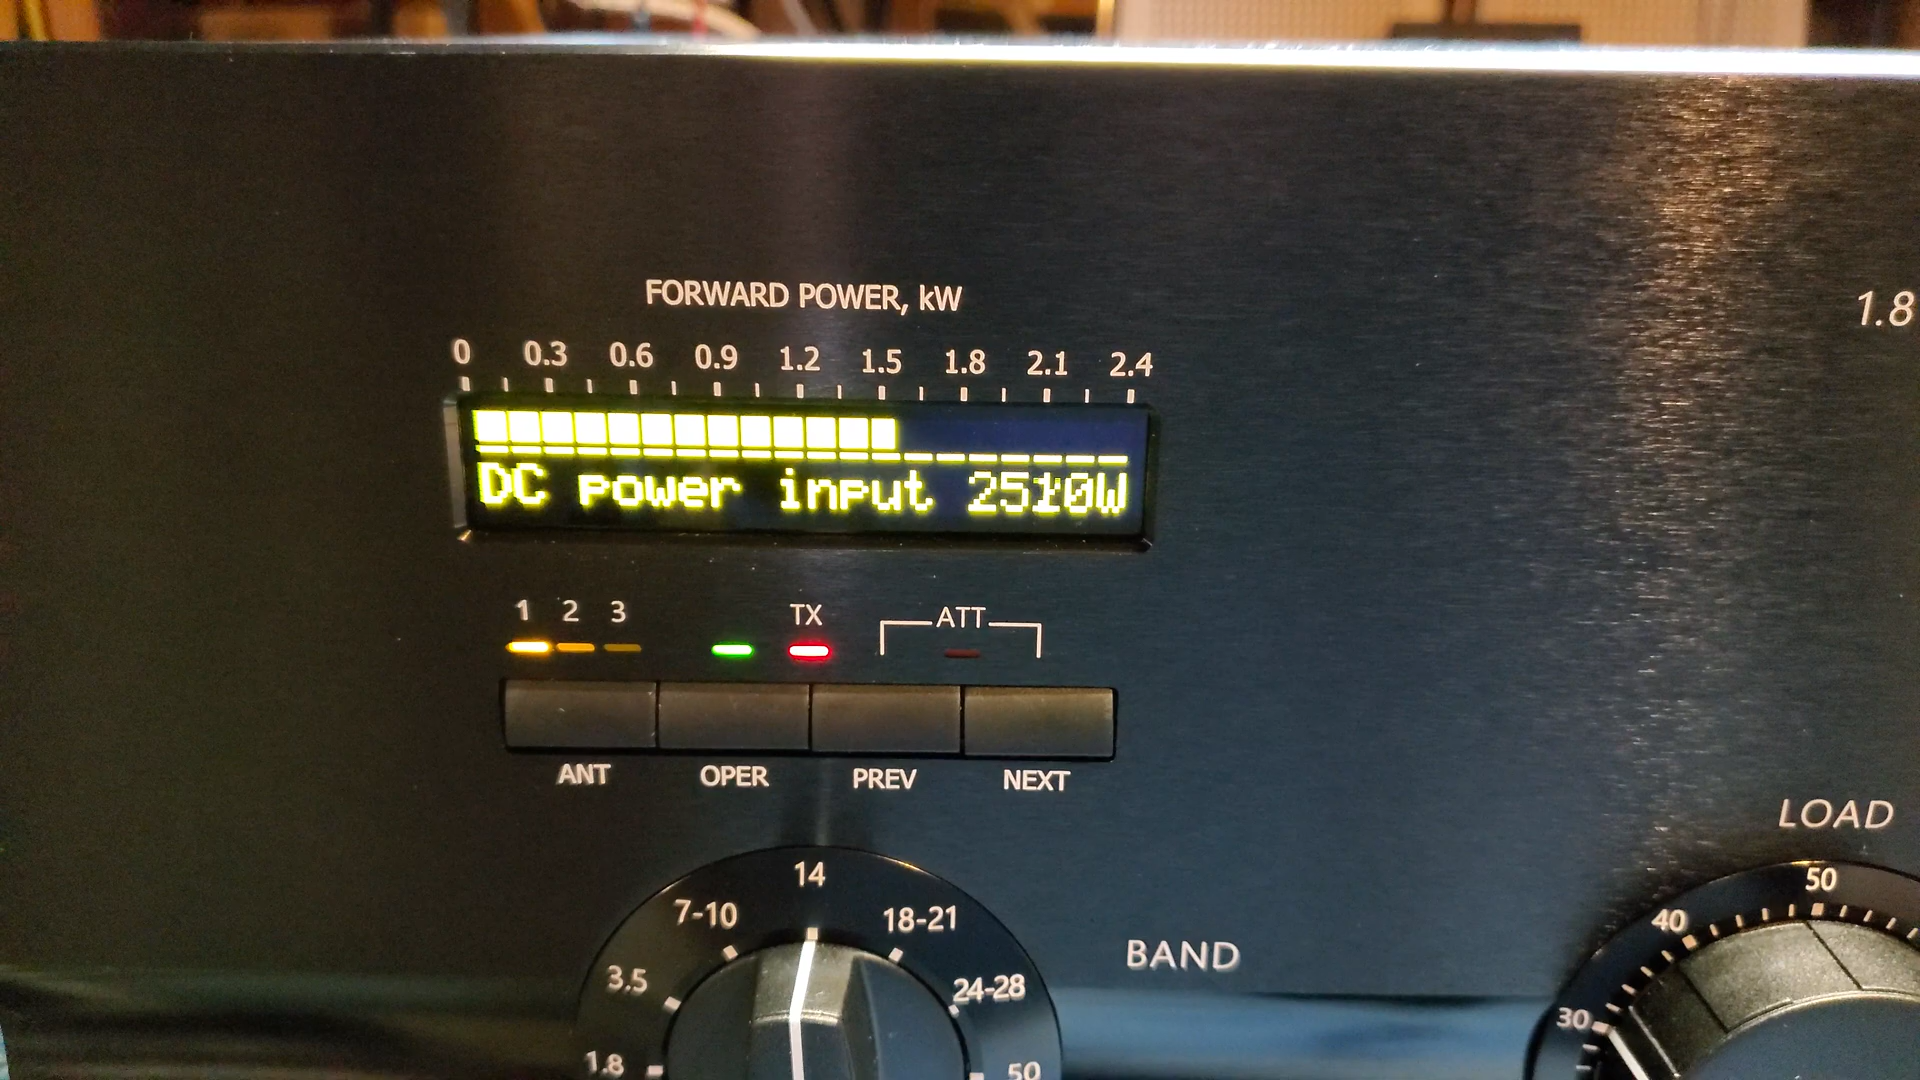 FORWARD POWER, kW
0 0.3 0.6 0.9 1.2 1.5 1.8 2.1 2.4
DC power input
1 2 3 TX ATT
ANT OPER PREV NEXT
1.8
LOAD
14
7-10 18-21
3.5 24-28
1.8 50
BAND
30 40 50